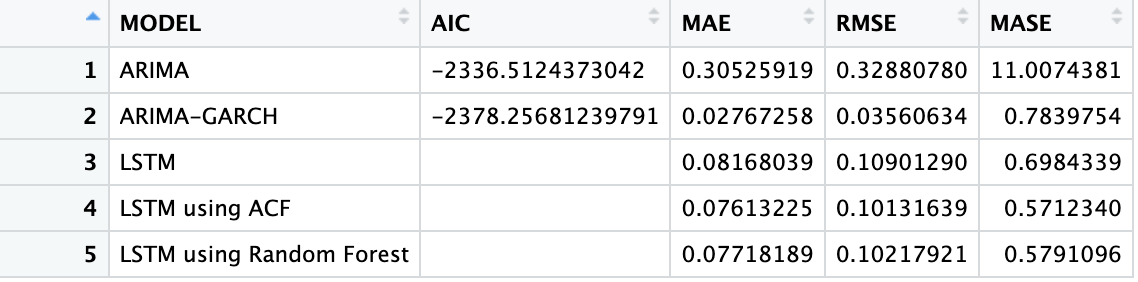 MODEL AIC MAE RMSE MASE
1 ARIMA -2336.5124373042 0.30525919 0.32880780 11.0074381
2 ARIMA-GARCH -2378.25681239791 0.02767258 0.03560634 0.7839754
3 LSTM 0.08168039 0.10901290 0.6984339
4 LSTM using ACF 0.07613225 0.10131639 0.5712340
5 LSTM using Random Forest 0.07718189 0.10217921 0.5791096